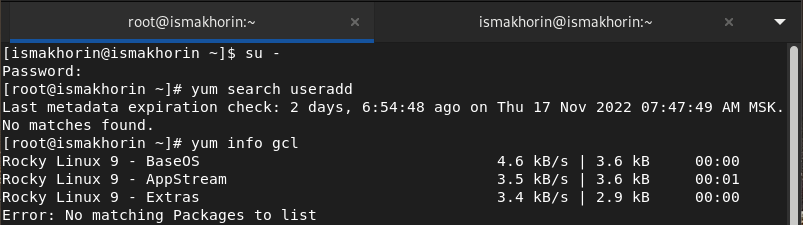 root@ismakhorin:~ × ismakhorin@ismakhorin:~ ×
[ismakhorin@ismakhorin ~]$ su -
Password:
[root@ismakhorin ~]# yum search useradd
Last metadata expiration check: 2 days, 6:54:48 ago on Thu 17 Nov 2022 07:47:49 AM MSK.
No matches found.
[root@ismakhorin ~]# yum info gcl
Rocky Linux 9 - BaseOS 4.6 kB/s | 3.6 kB 00:00
Rocky Linux 9 - AppStream 3.5 kB/s | 3.6 kB 00:01
Rocky Linux 9 - Extras 3.4 kB/s | 2.9 kB 00:00
Error: No matching Packages to list